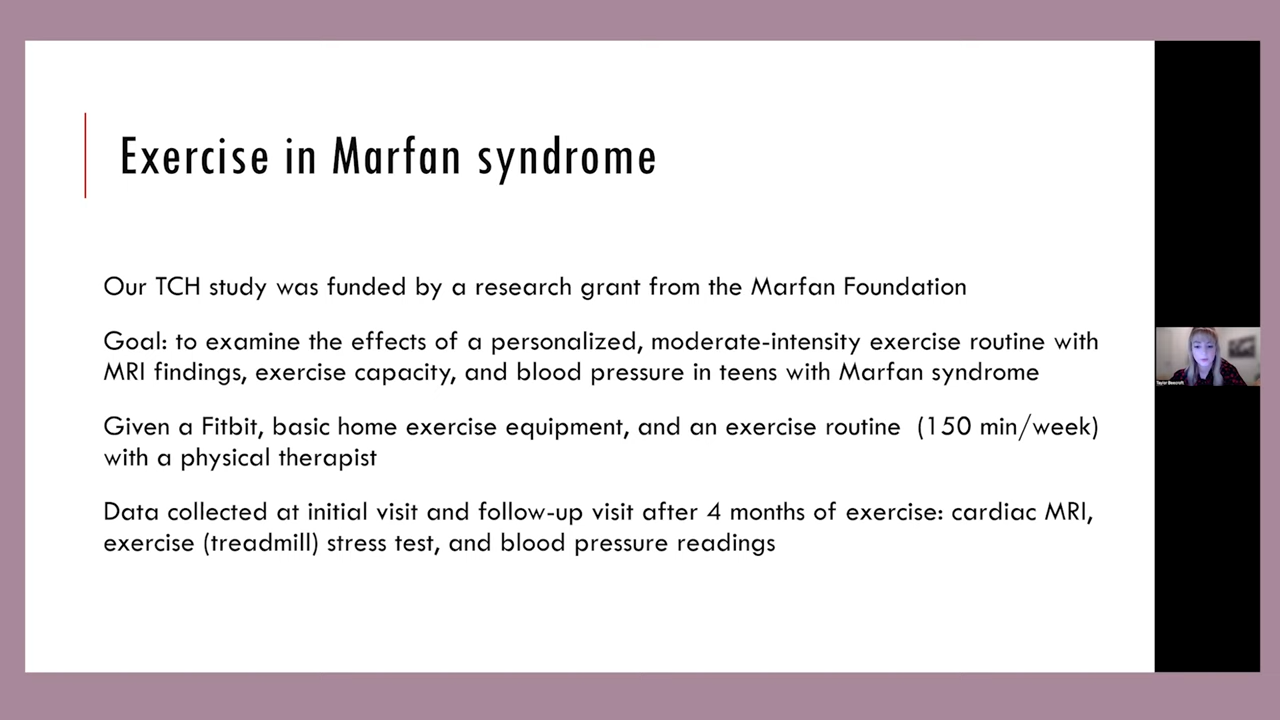 Exercise in Marfan syndrome
Our TCH study was funded by a research grant from the Marfan Foundation
Goal: to examine the effects of a personalized, moderate-intensity exercise routine with
MRI findings, exercise capacity, and blood pressure in teens with Marfan syndrome
Given a Fitbit, basic home exercise equipment, and an exercise routine (150 min/week)
with a physical therapist
Data collected at initial visit and follow-up visit after 4 months of exercise: cardiac MRI,
exercise (treadmill) stress test, and blood pressure readings
Taylor Beecroft